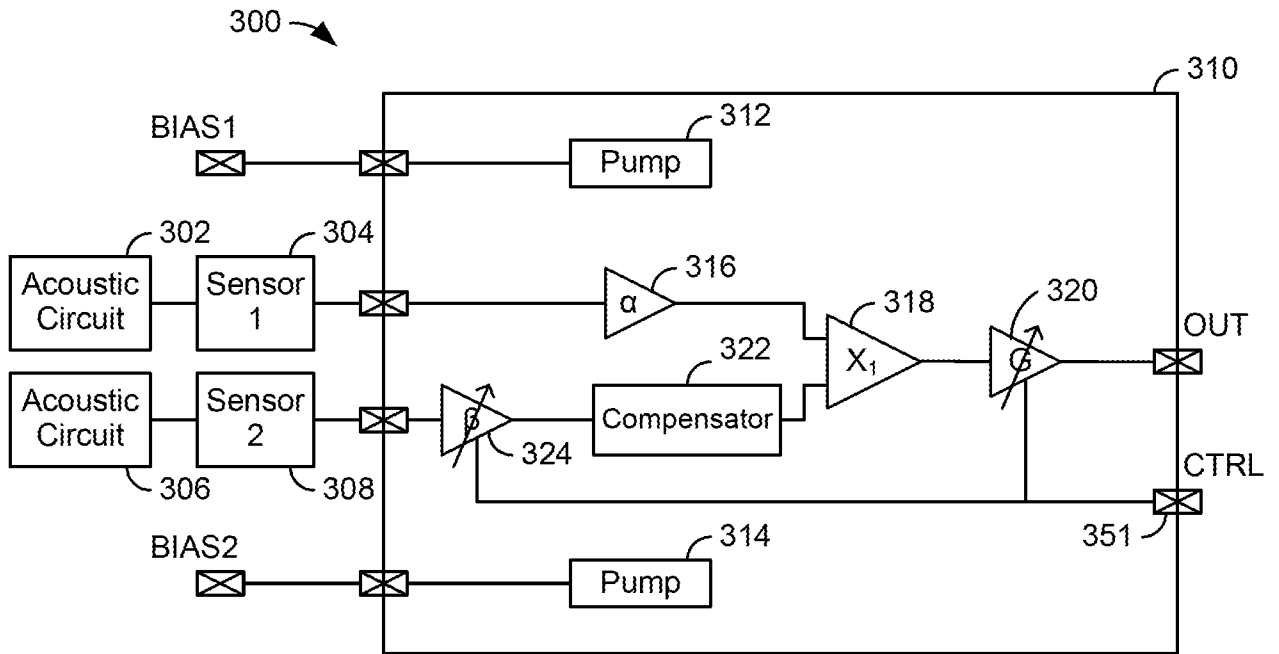 300
310
BIAS1
312
Pump
302
304
Acoustic
Circuit
Sensor
1
316
α
318
X₁
320
G
OUT
322
Compensator
Acoustic
Circuit
Sensor
2
β
324
306
308
CTRL
351
BIAS2
314
Pump